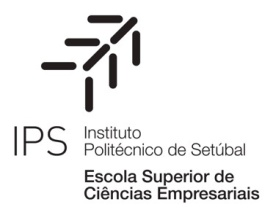 IPS Instituto
Politécnico de Setúbal
Escola Superior de
Ciências Empresariais